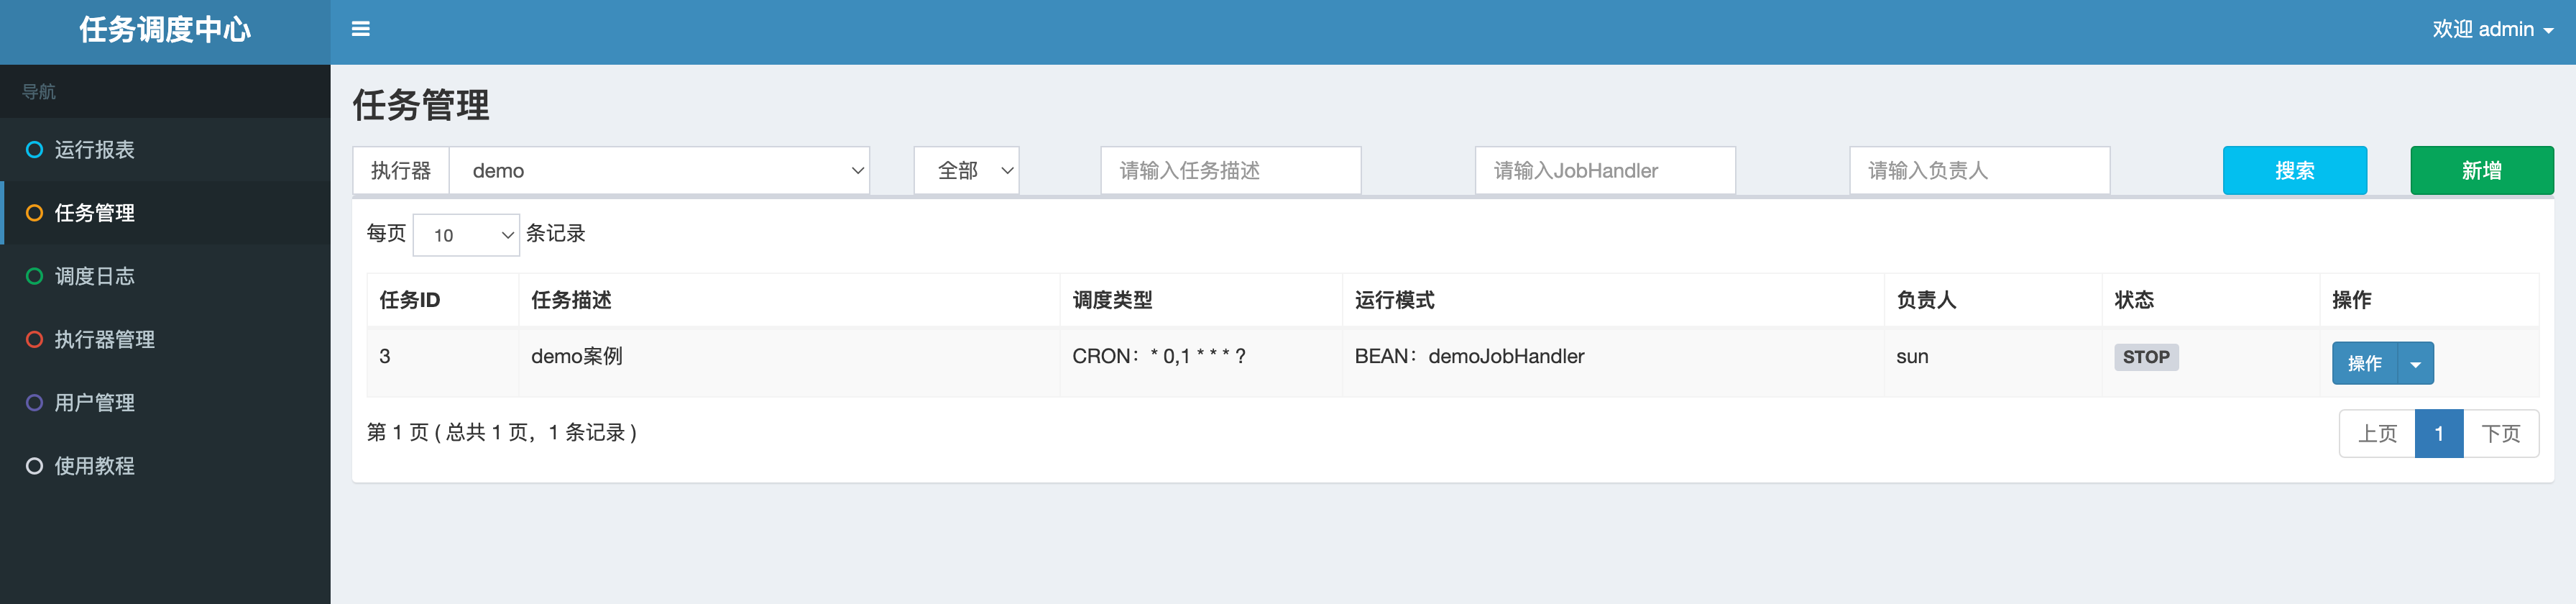 任务调度中心
欢迎 admin
导航
运行报表
任务管理
调度日志
执行器管理
用户管理
使用教程
任务管理
执行器 demo 全部 请输入任务描述 请输入JobHandler 请输入负责人 搜索 新增
每页 10 条记录
任务ID 任务描述 调度类型 运行模式 负责人 状态 操作
3 demo案例 CRON：* 0,1 * * * ? BEAN：demoJobHandler sun STOP 操作
第 1 页 ( 总共 1 页，1 条记录 ) 上页 1 下页